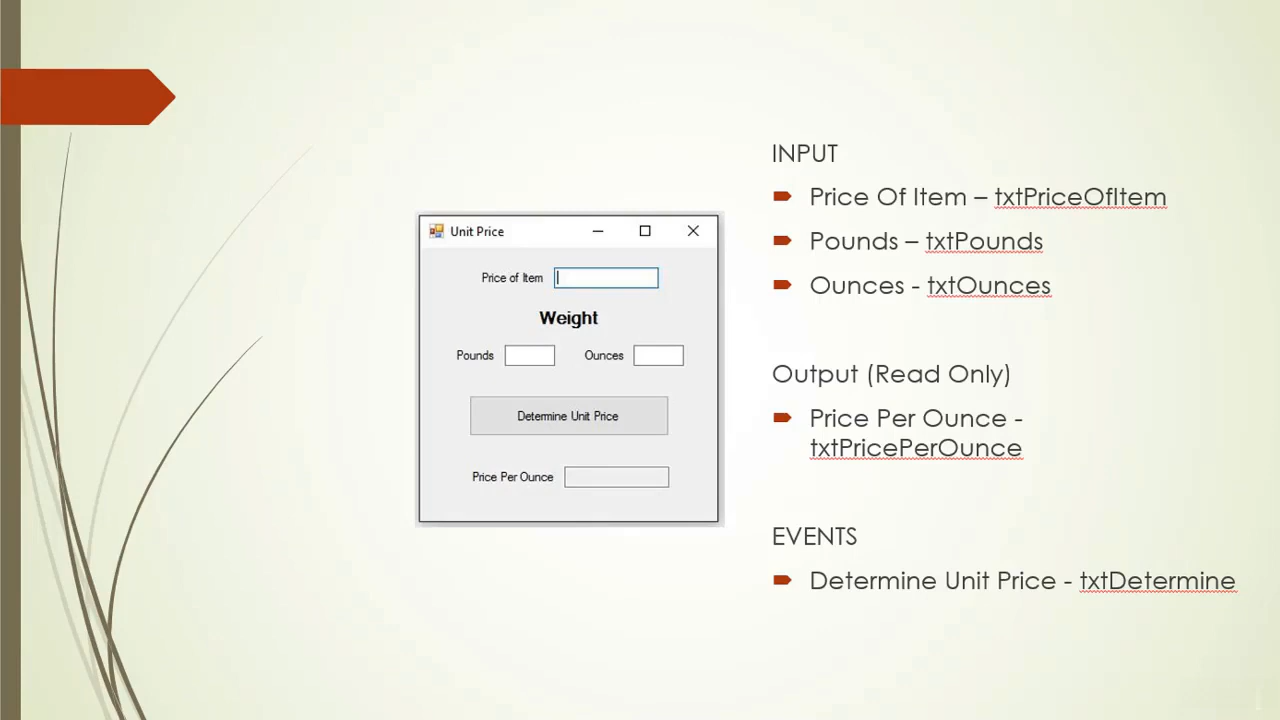 Unit Price
Price of Item
Weight
Pounds
Ounces
Determine Unit Price
Price Per Ounce
INPUT
Price Of Item – txtPriceOfItem
Pounds – txtPounds
Ounces - txtOunces
Output (Read Only)
Price Per Ounce -
txtPricePerOunce
EVENTS
Determine Unit Price - txtDetermine